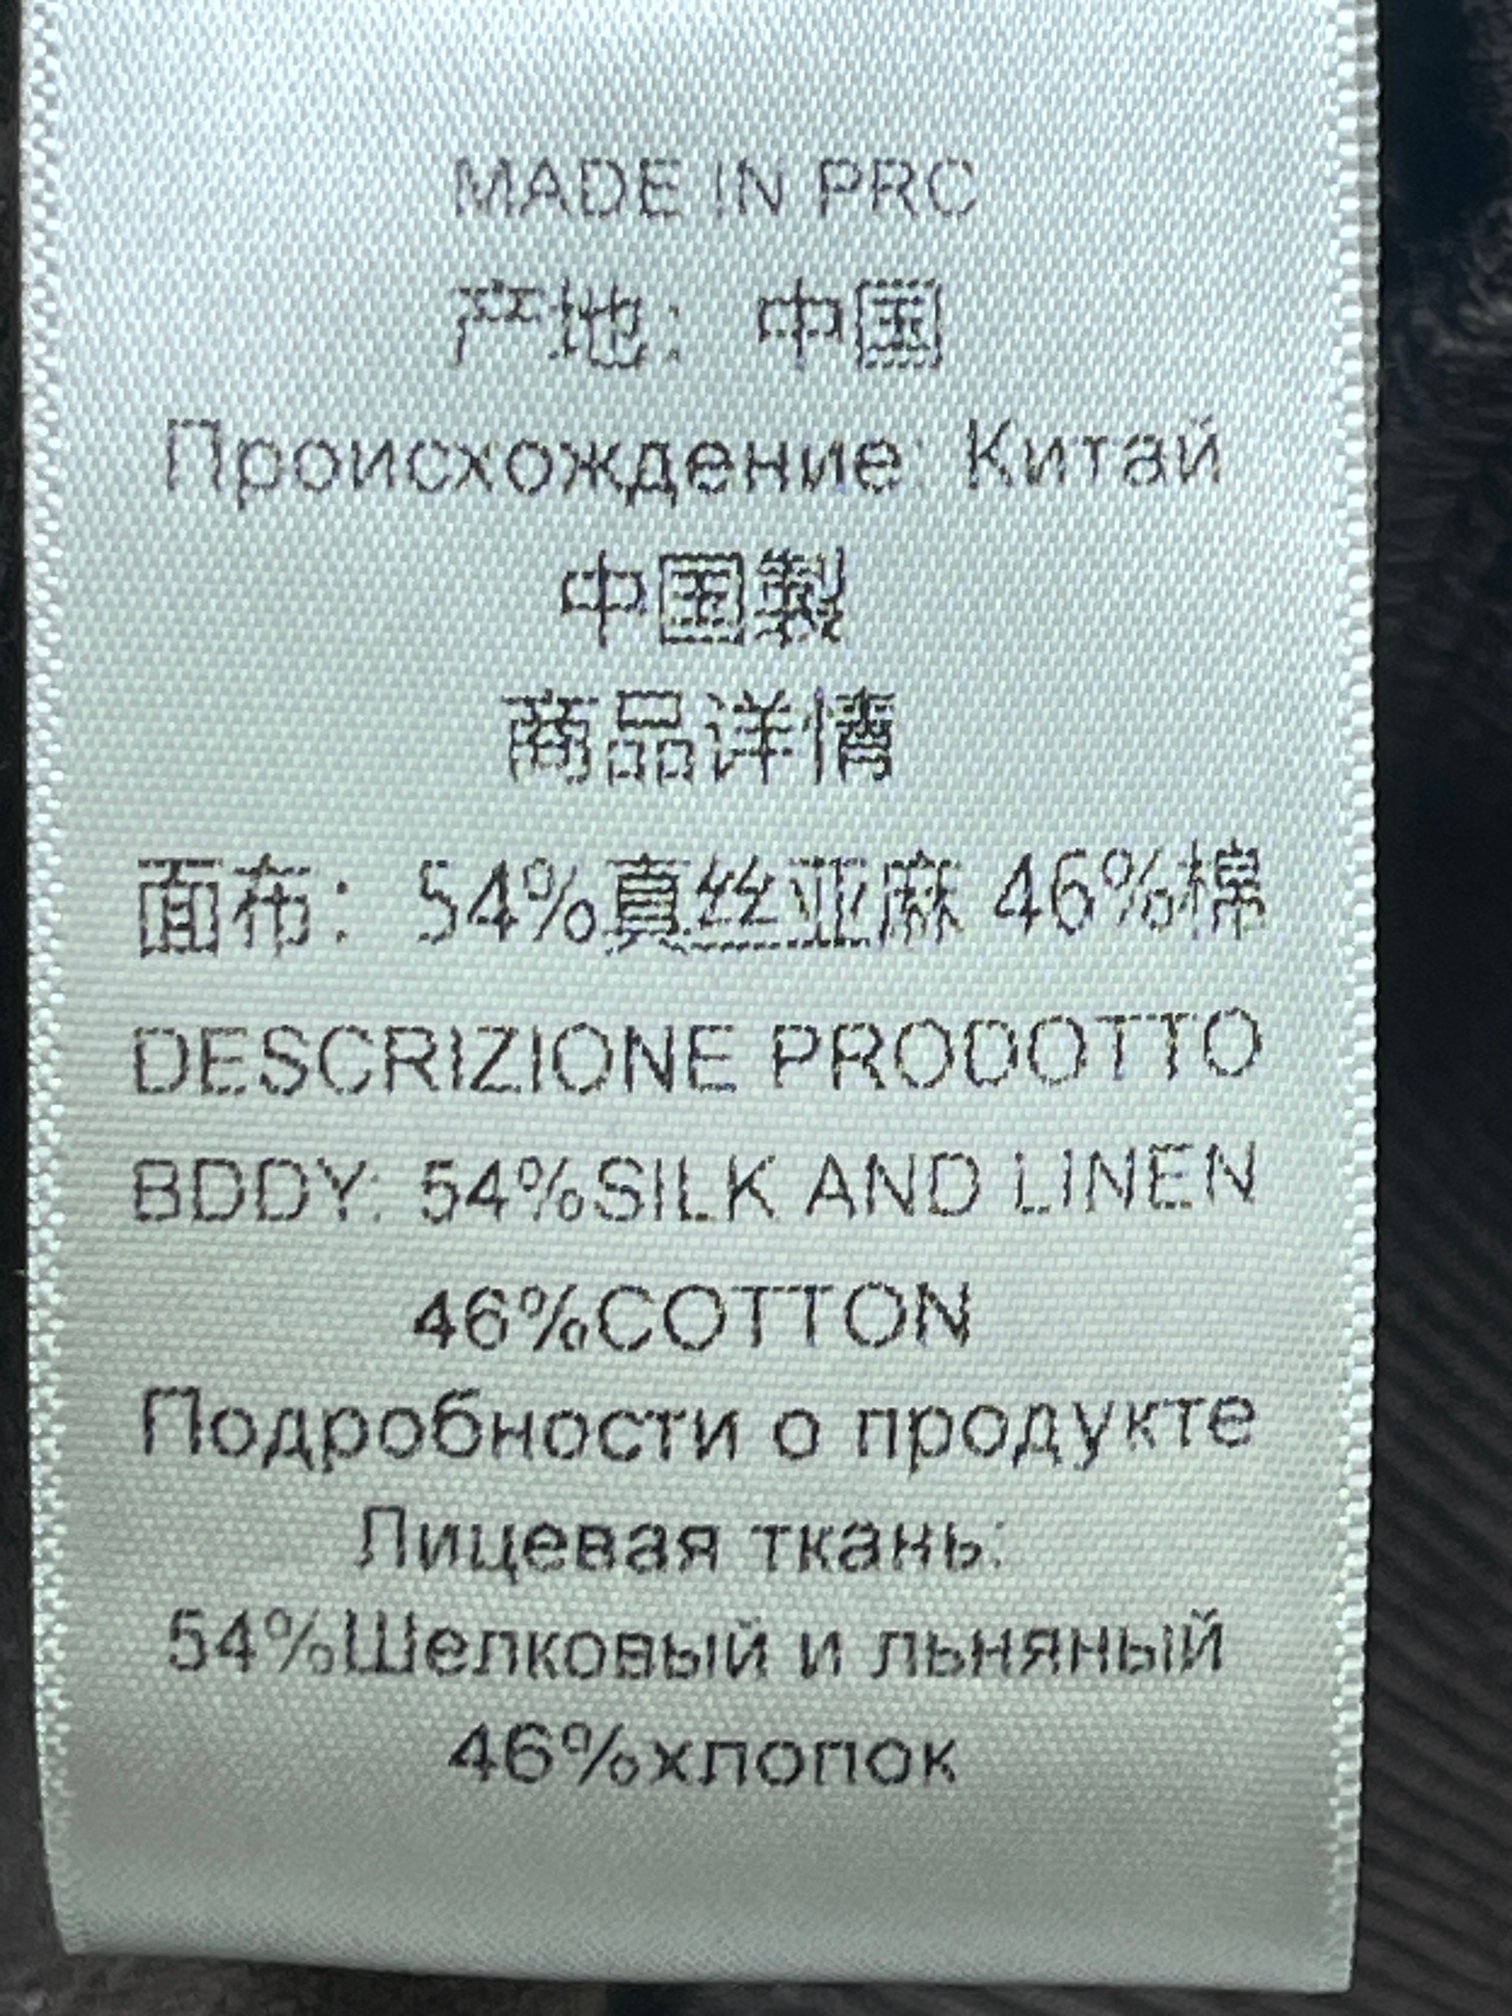 MADE IN PRC
产地：中国
Происхождение: Китай
中国製
商品详情
面布：54%真丝亚麻 46%棉
DESCRIZIONE PRODOTTO
BDDY: 54%SILK AND LINEN
46%COTTON
Подробности о продукте
Лицевая ткань:
54%Шелковый и льняный
46%хлопок